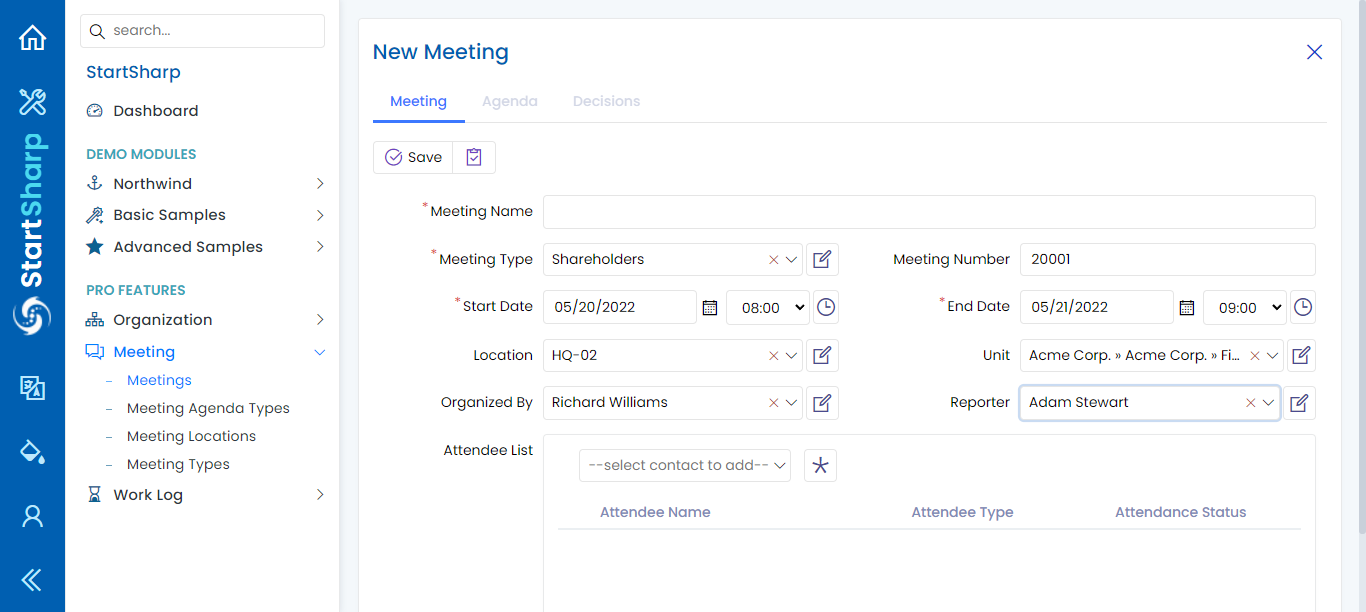 StartSharp
search...
StartSharp
Dashboard
DEMO MODULES
Northwind
Basic Samples
Advanced Samples
PRO FEATURES
Organization
Meeting
– Meetings
– Meeting Agenda Types
– Meeting Locations
– Meeting Types
Work Log
New Meeting
Meeting Agenda Decisions
Save
*Meeting Name
*Meeting Type Shareholders Meeting Number 20001
*Start Date 05/20/2022 08:00 *End Date 05/21/2022 09:00
Location HQ-02 Unit Acme Corp. » Acme Corp. » Fi...
Organized By Richard Williams Reporter Adam Stewart
Attendee List
--select contact to add--
Attendee Name Attendee Type Attendance Status